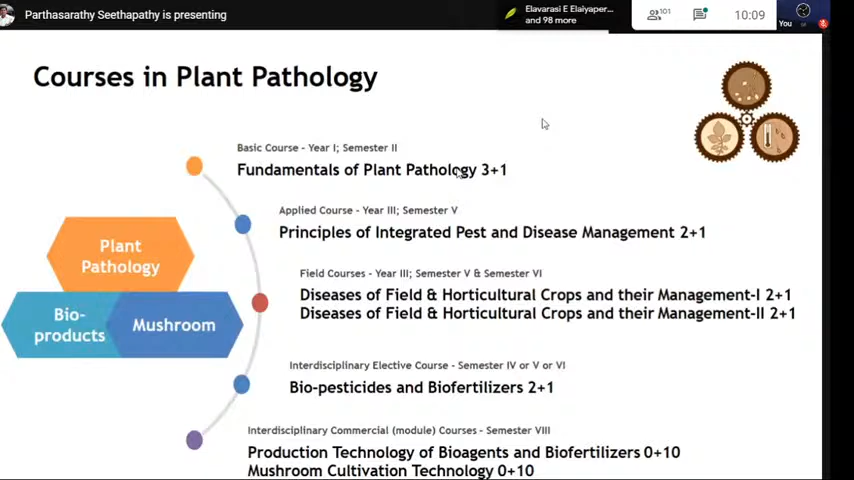 Parthasarathy Seethapathy is presenting
Elavarasi E Elaiyaper...
and 98 more
101
10:09
You
Courses in Plant Pathology
Basic Course - Year I; Semester II
Fundamentals of Plant Pathology 3+1
Applied Course - Year III; Semester V
Principles of Integrated Pest and Disease Management 2+1
Plant
Pathology
Field Courses - Year III; Semester V & Semester VI
Diseases of Field & Horticultural Crops and their Management-I 2+1
Diseases of Field & Horticultural Crops and their Management-II 2+1
Bio-
products
Mushroom
Interdisciplinary Elective Course - Semester IV or V or VI
Bio-pesticides and Biofertilizers 2+1
Interdisciplinary Commercial (module) Courses - Semester VIII
Production Technology of Bioagents and Biofertilizers 0+10
Mushroom Cultivation Technology 0+10